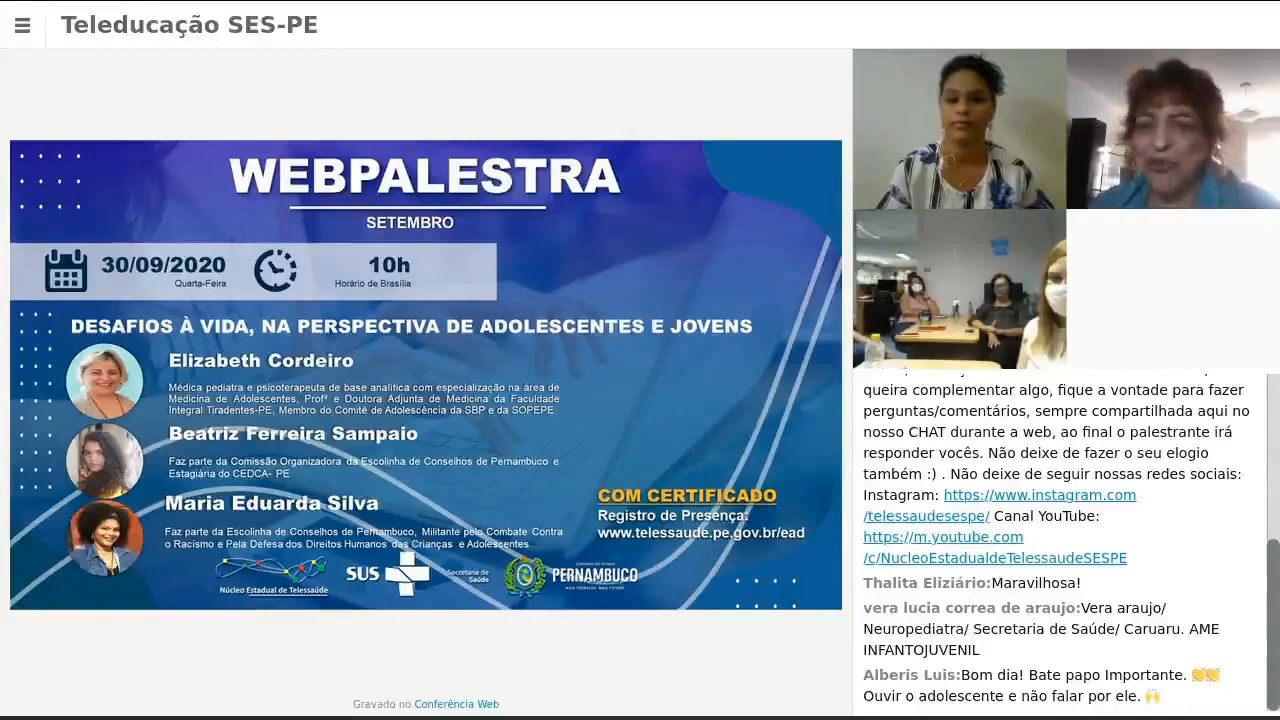 Teleducação SES-PE
WEBPALESTRA
SETEMBRO
30/09/2020
Quarta-Feira
10h
Horário de Brasília
DESAFIOS À VIDA, NA PERSPECTIVA DE ADOLESCENTES E JOVENS
Elizabeth Cordeiro
Médica pediatra e psicoterapeuta de base analítica com especialização na área de
Medicina de Adolescentes, Profª e Doutora Adjunta de Medicina da Faculdade
Integral Tiradentes-PE, Membro do Comitê de Adolescência da SBP e da SOPEPE
Beatriz Ferreira Sampaio
Faz parte da Comissão Organizadora da Escolinha de Conselhos de Pernambuco e
Estagiária do CEDCA- PE
Maria Eduarda Silva
Faz parte da Escolinha de Conselhos de Pernambuco, Militante pelo Combate Contra
o Racismo e Pela Defesa dos Direitos Humanos das Crianças e Adolescentes
COM CERTIFICADO
Registro de Presença:
www.telessaude.pe.gov.br/ead
Núcleo Estadual de Telessaúde
SUS
Secretaria de
Saúde
PERNAMBUCO
Gravado no Conferência Web
queira complementar algo, fique a vontade para fazer
perguntas/comentários, sempre compartilhada aqui no
nosso CHAT durante a web, ao final o palestrante irá
responder vocês. Não deixe de fazer o seu elogio
também :) . Não deixe de seguir nossas redes sociais:
Instagram: https://www.instagram.com
/telessaudesespe/ Canal YouTube:
https://m.youtube.com
/c/NucleoEstadualdeTelessaudeSESPE
Thalita Eliziário:Maravilhosa!
vera lucia correa de araujo:Vera araujo/
Neuropediatra/ Secretaria de Saúde/ Caruaru. AME
INFANTOJUVENIL
Alberis Luis:Bom dia! Bate papo Importante. 👏👏
Ouvir o adolescente e não falar por ele. 🙌